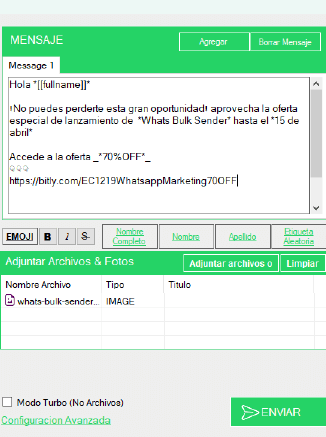 MENSAJE
Agregar
Borrar Mensaje
Message 1
Hola *[[fullname]]*
!No puedes perderte esta gran oportunidad! aprovecha la oferta
especial de lanzamiento de *Whats Bulk Sender* hasta el *15 de
abril*
Accede a la oferta _*70%OFF*_
👇👇👇
https://bitly.com/EC1219WhatsappMarketing70OFF
EMOJI B I S
Nombre Completo
Nombre
Apellido
Etiqueta Aleatoria
Adjuntar Archivos & Fotos
Adjuntar archivos o
Limpiar
Nombre Archivo Tipo Titulo
whats-bulk-sender... IMAGE
Modo Turbo (No Archivos)
ENVIAR
Configuracion Avanzada